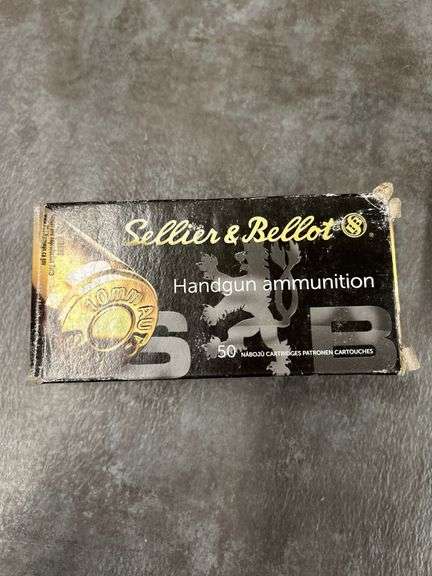 Sellier & Bellot
Handgun ammunition
10mm AUTO
S B
50 NÁBOJŮ CARTRIDGES PATRONEN CARTOUCHES